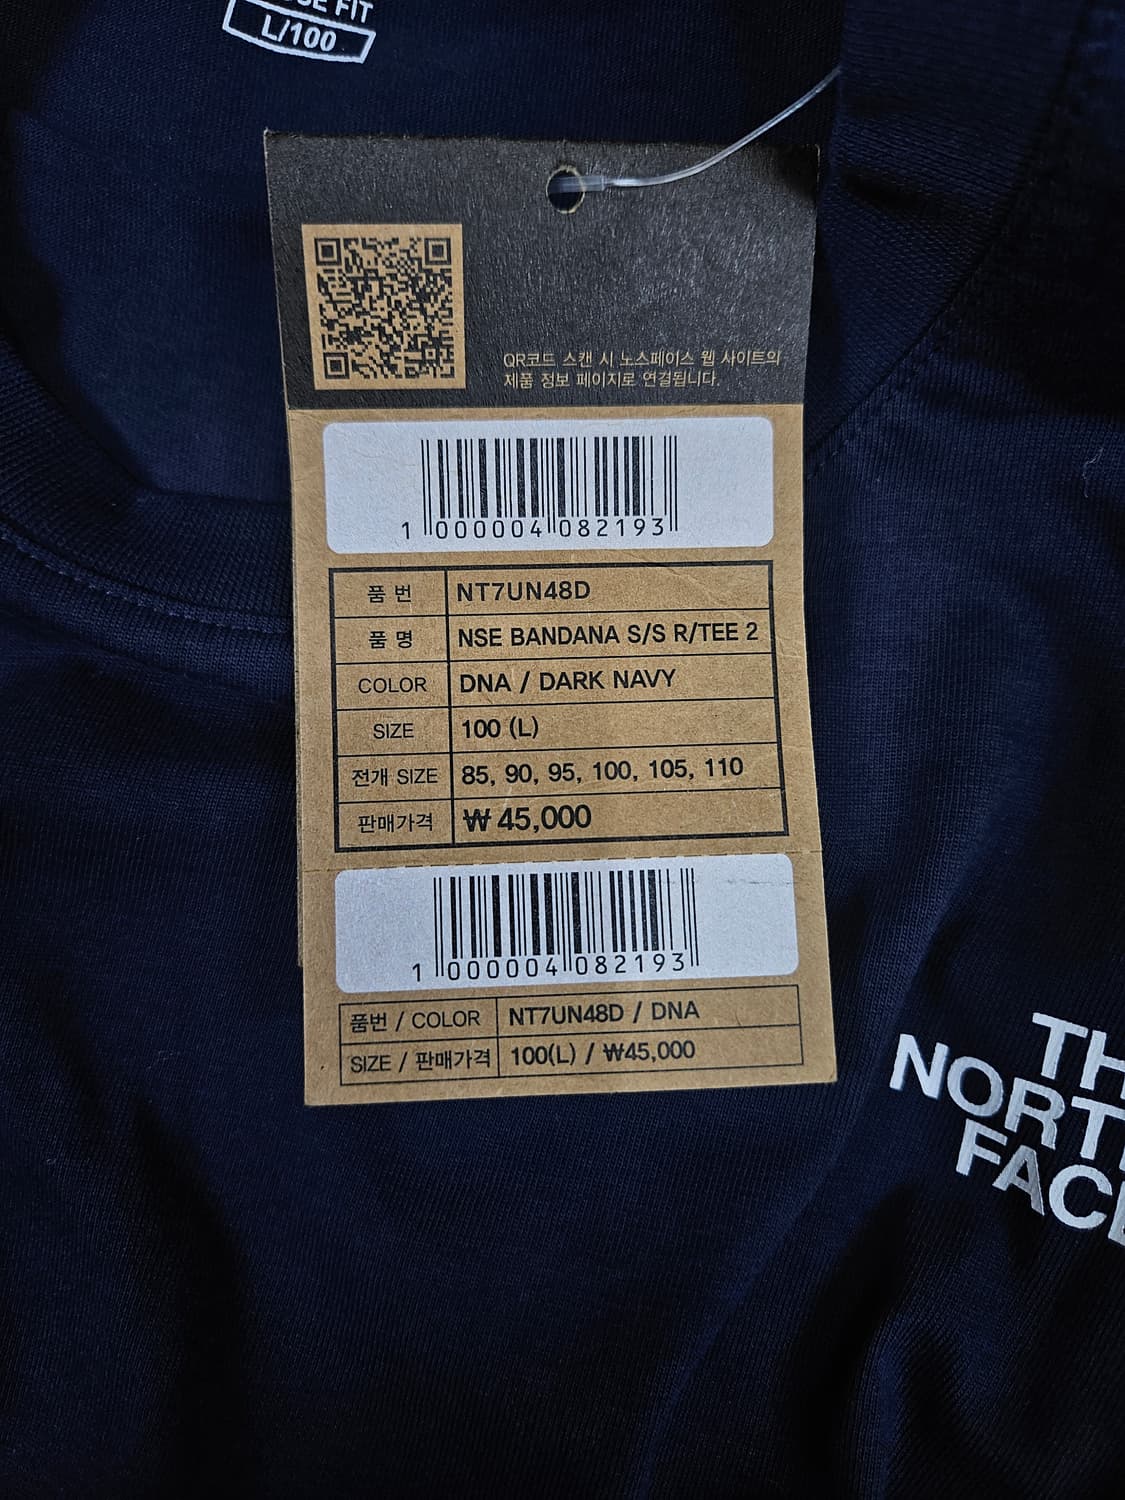 FIT
L/100
QR코드 스캔 시 노스페이스 웹 사이트의
제품 정보 페이지로 연결됩니다.
1 000004 082193
품 번 NT7UN48D
품 명 NSE BANDANA S/S R/TEE 2
COLOR DNA / DARK NAVY
SIZE 100 (L)
전개 SIZE 85, 90, 95, 100, 105, 110
판매가격 ₩ 45,000
1 000004 082193
품번 / COLOR NT7UN48D / DNA
SIZE / 판매가격 100(L) / ₩45,000
TH
NORT
FACE